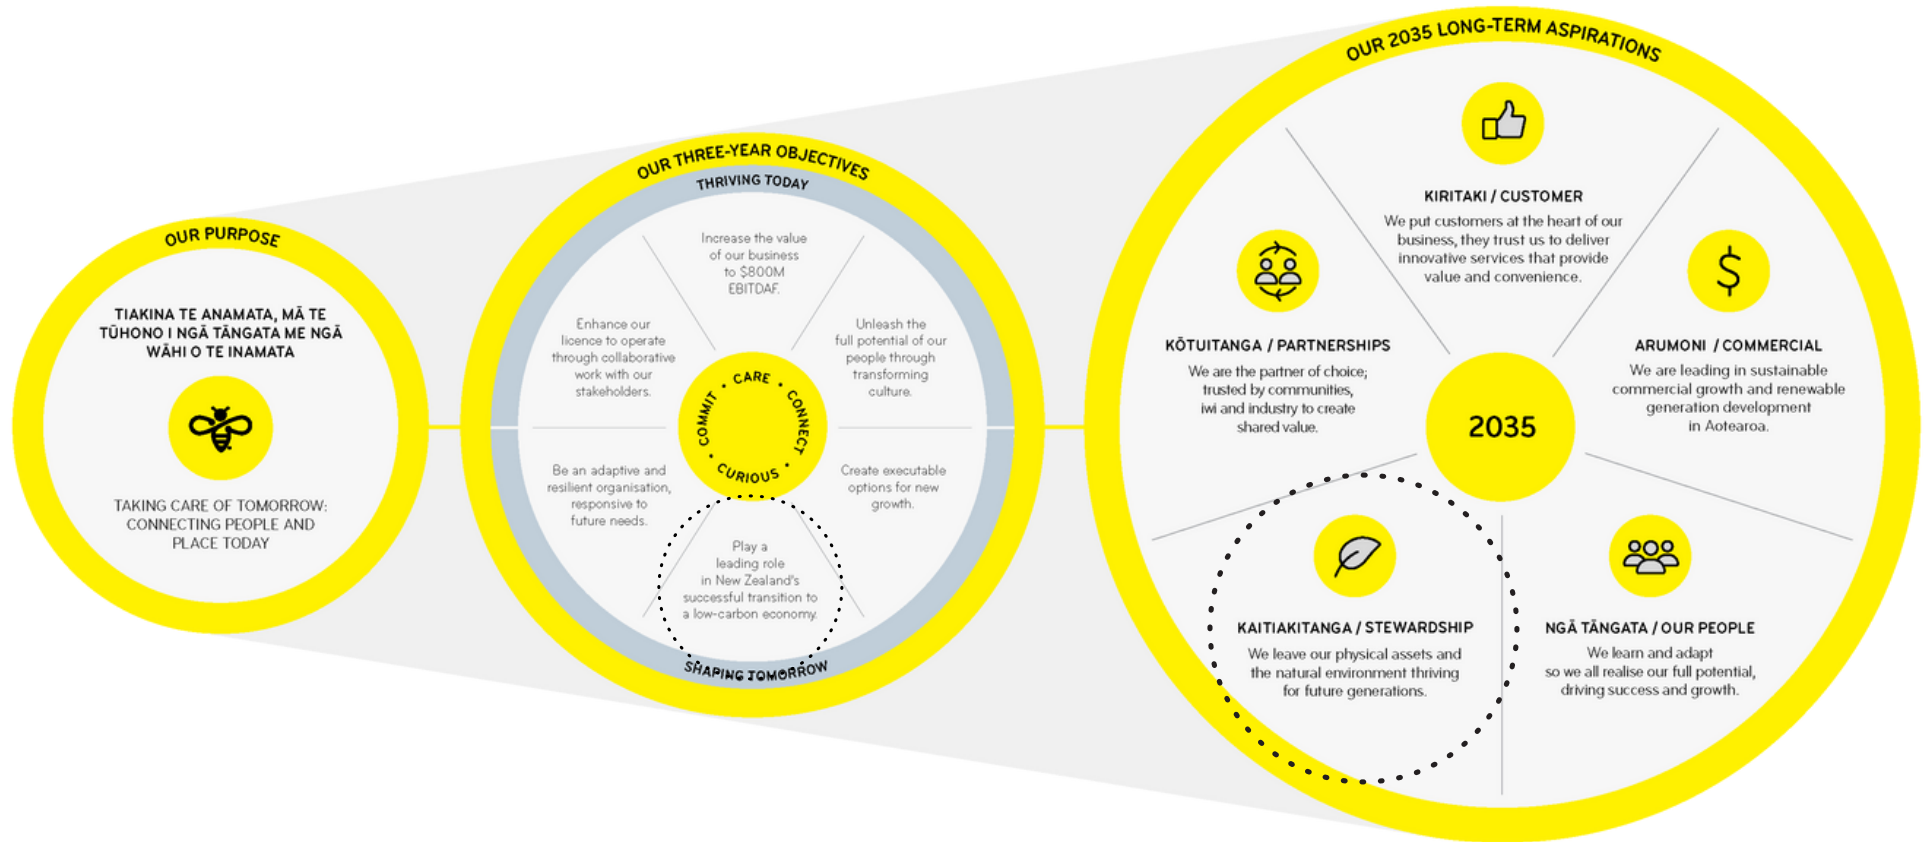 OUR PURPOSE
TIAKINA TE ANAMATA, MĀ TE
TŪHONO I NGĀ TĀNGATA ME NGĀ
WĀHI O TE INAMATA
TAKING CARE OF TOMORROW:
CONNECTING PEOPLE AND
PLACE TODAY
OUR THREE-YEAR OBJECTIVES
THRIVING TODAY
Increase the value
of our business
to $800M
EBITDAF.
Enhance our
licence to operate
through collaborative
work with our
stakeholders.
Unleash the
full potential of our
people through
transforming
culture.
COMMIT • CARE • CONNECT • CURIOUS •
Be an adaptive and
resilient organisation,
responsive to
future needs.
Create executable
options for new
growth.
Play a
leading role
in New Zealand's
successful transition to
a low-carbon economy.
SHAPING TOMORROW
OUR 2035 LONG-TERM ASPIRATIONS
KIRITAKI / CUSTOMER
We put customers at the heart of our
business, they trust us to deliver
innovative services that provide
value and convenience.
KŌTUITANGA / PARTNERSHIPS
We are the partner of choice;
trusted by communities,
iwi and industry to create
shared value.
$
ARUMONI / COMMERCIAL
We are leading in sustainable
commercial growth and renewable
generation development
in Aotearoa.
2035
KAITIAKITANGA / STEWARDSHIP
We leave our physical assets and
the natural environment thriving
for future generations.
NGĀ TĀNGATA / OUR PEOPLE
We learn and adapt
so we all realise our full potential,
driving success and growth.